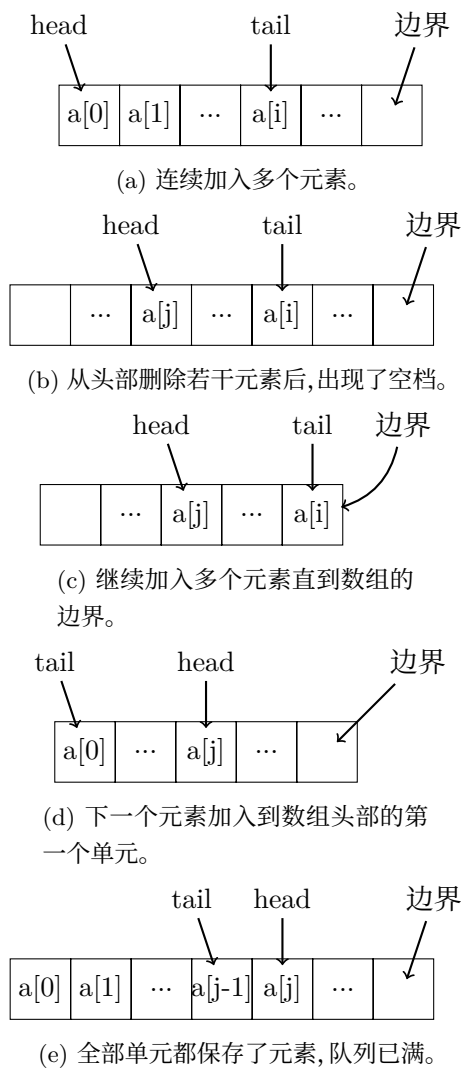 head tail 边界
a[0] a[1] ... a[i] ...
(a) 连续加入多个元素。
head tail 边界
... a[j] ... a[i] ...
(b) 从头部删除若干元素后,出现了空档。
head tail 边界
... a[j] ... a[i]
(c) 继续加入多个元素直到数组的
边界。
tail head 边界
a[0] ... a[j] ...
(d) 下一个元素加入到数组头部的第
一个单元。
tail head 边界
a[0] a[1] ... a[j-1] a[j] ...
(e) 全部单元都保存了元素,队列已满。